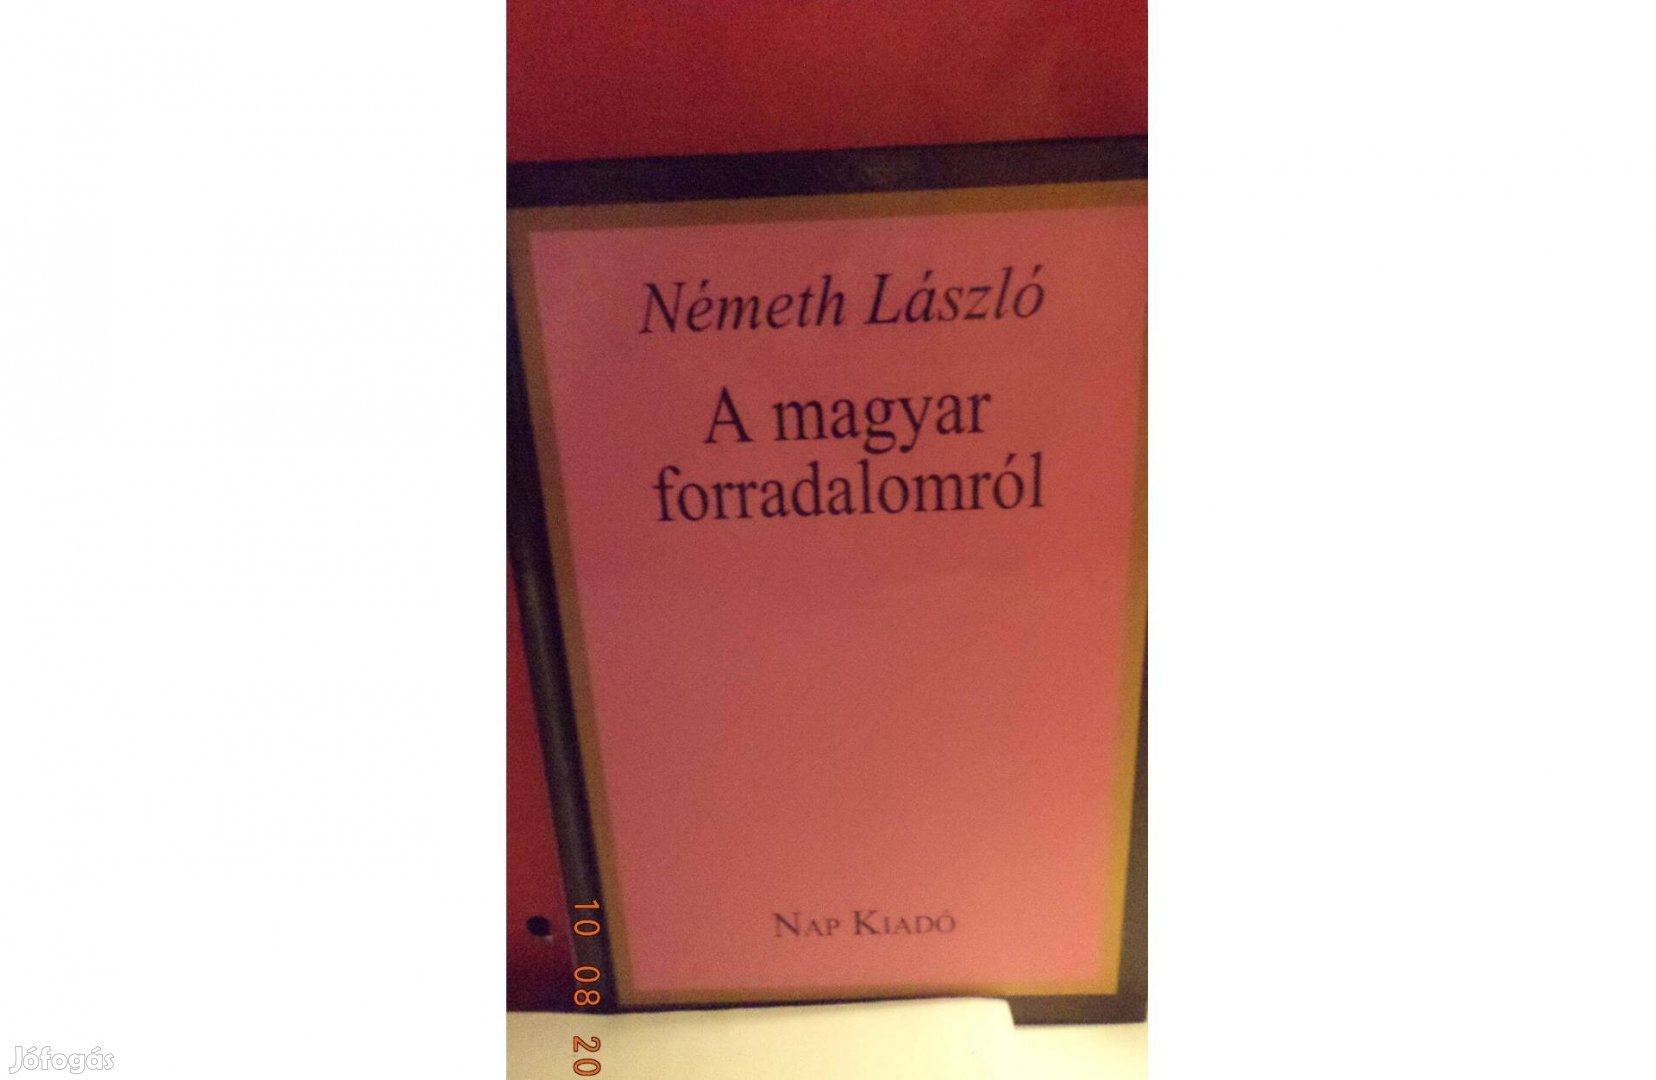 Németh László
A magyar
forradalomról
NAP KIADÓ
10 08 20
Jófogás